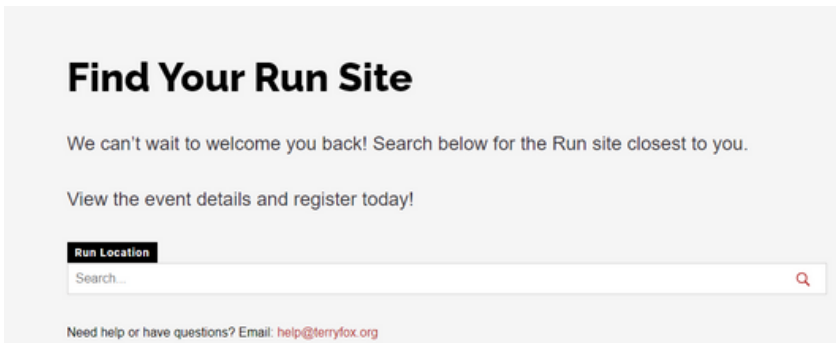 Find Your Run Site
We can't wait to welcome you back! Search below for the Run site closest to you.
View the event details and register today!
Run Location
Search...
Need help or have questions? Email: help@terryfox.org